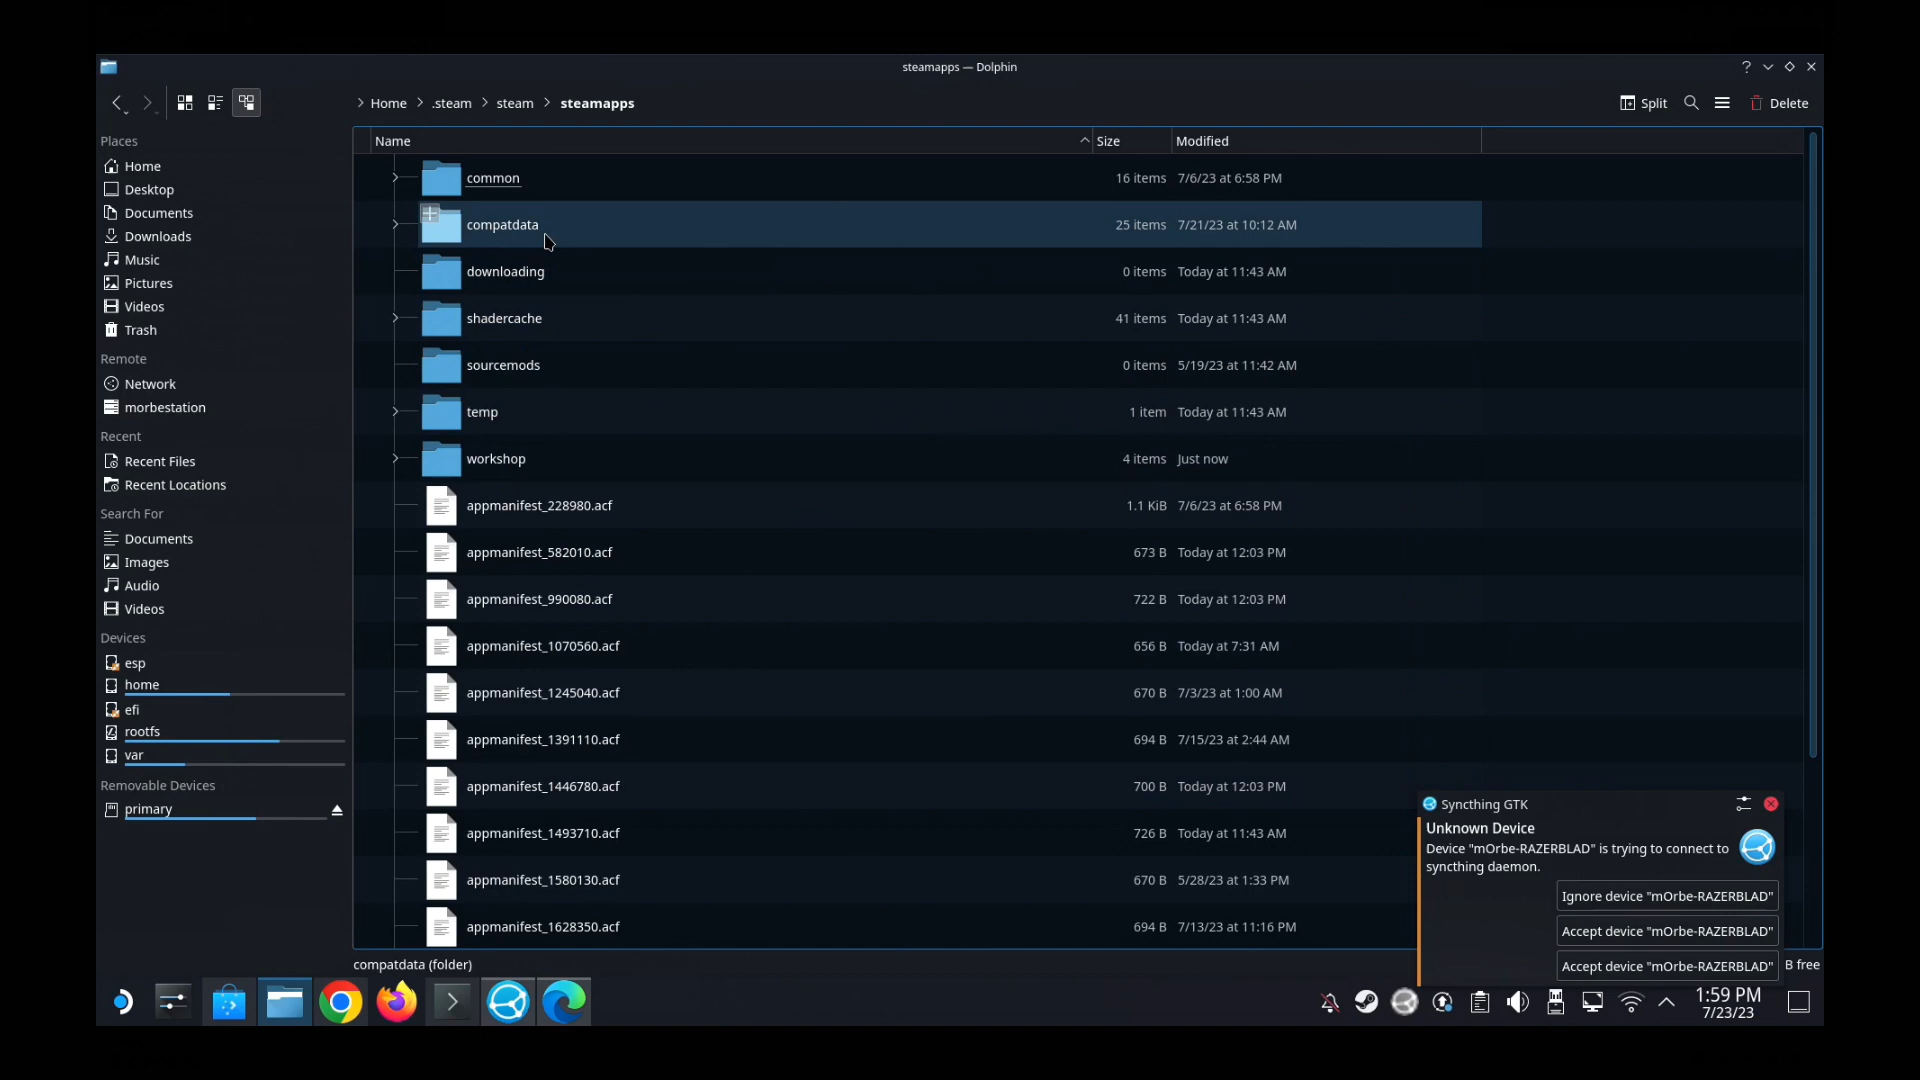 steamapps — Dolphin
Home
.steam
steam
steamapps
Split
Delete
Places
Home
Desktop
Documents
Downloads
Music
Pictures
Videos
Trash
Remote
Network
morbestation
Recent
Recent Files
Recent Locations
Search For
Documents
Images
Audio
Videos
Devices
esp
home
efi
rootfs
var
Removable Devices
primary
Name Size Modified
common 16 items 7/6/23 at 6:58 PM
compatdata 25 items 7/21/23 at 10:12 AM
downloading 0 items Today at 11:43 AM
shadercache 41 items Today at 11:43 AM
sourcemods 0 items 5/19/23 at 11:42 AM
temp 1 item Today at 11:43 AM
workshop 4 items Just now
appmanifest_228980.acf 1.1 KiB 7/6/23 at 6:58 PM
appmanifest_582010.acf 673 B Today at 12:03 PM
appmanifest_990080.acf 722 B Today at 12:03 PM
appmanifest_1070560.acf 656 B Today at 7:31 AM
appmanifest_1245040.acf 670 B 7/3/23 at 1:00 AM
appmanifest_1391110.acf 694 B 7/15/23 at 2:44 AM
appmanifest_1446780.acf 700 B Today at 12:03 PM
appmanifest_1493710.acf 726 B Today at 11:43 AM
appmanifest_1580130.acf 670 B 5/28/23 at 1:33 PM
appmanifest_1628350.acf 694 B 7/13/23 at 11:16 PM
compatdata (folder)
B free
Syncthing GTK
Unknown Device
Device "mOrbe-RAZERBLAD" is trying to connect to
syncthing daemon.
Ignore device "mOrbe-RAZERBLAD"
Accept device "mOrbe-RAZERBLAD"
Accept device "mOrbe-RAZERBLAD"
1:59 PM
7/23/23